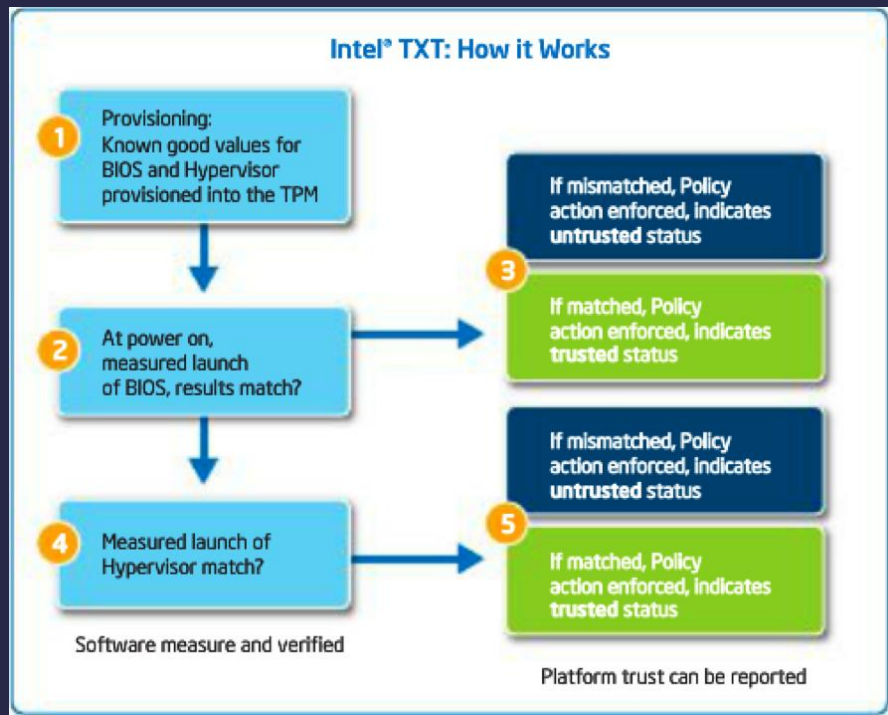 Intel® TXT: How it Works
1
Provisioning:
Known good values for
BIOS and Hypervisor
provisioned into the TPM
2
At power on,
measured launch
of BIOS, results match?
3
If mismatched, Policy
action enforced, indicates
untrusted status
If matched, Policy
action enforced, indicates
trusted status
4
Measured launch of
Hypervisor match?
5
If mismatched, Policy
action enforced, indicates
untrusted status
If matched, Policy
action enforced, indicates
trusted status
Software measure and verified
Platform trust can be reported